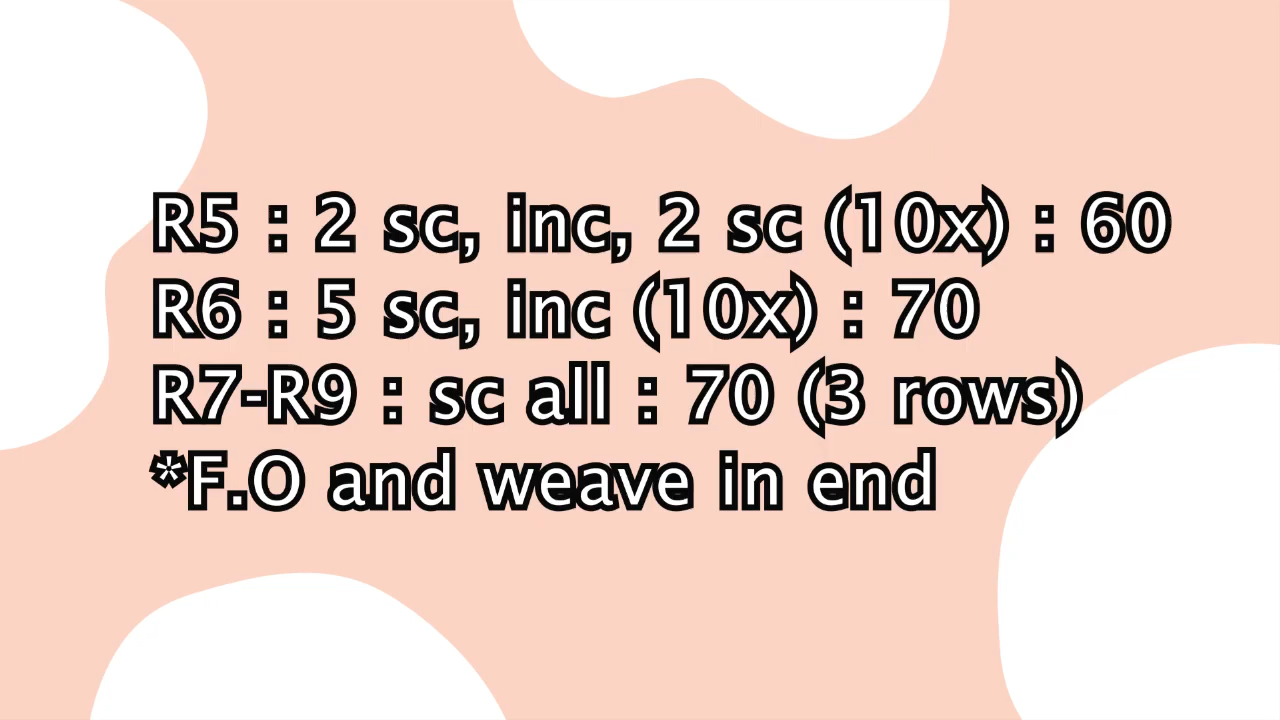 R5 : 2 sc, inc, 2 sc (10x) : 60
R6 : 5 sc, inc (10x) : 70
R7-R9 : sc all : 70 (3 rows)
*F.O and weave in end